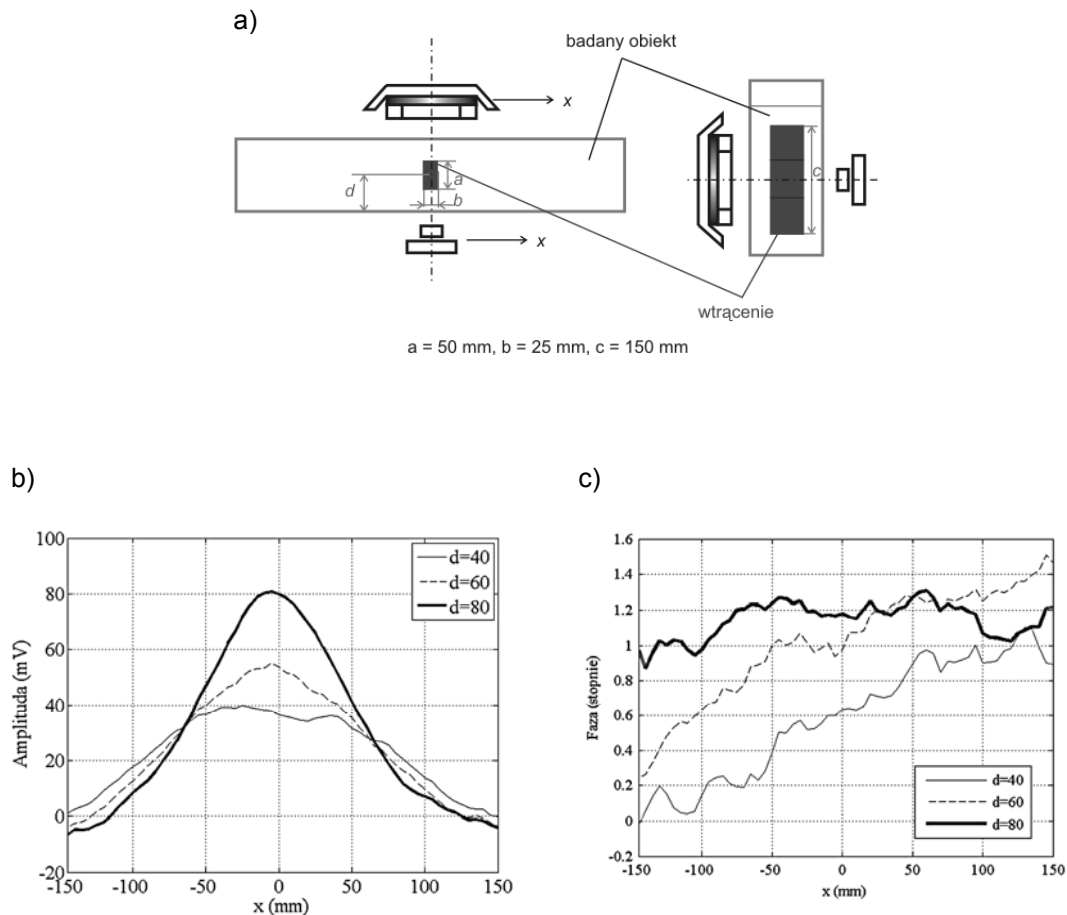 a)
badany obiekt
x
d
a
b
x
c
wtrącenie
a = 50 mm, b = 25 mm, c = 150 mm
b)
100
80
60
40
20
0
-20
-150
-100
-50
0
50
100
150
Amplituda (mV)
x (mm)
d=40
d=60
d=80
c)
1.6
1.4
1.2
1
0.8
0.6
0.4
0.2
0
-0.2
-150
-100
-50
0
50
100
150
Faza (stopnie)
x (mm)
d=40
d=60
d=80